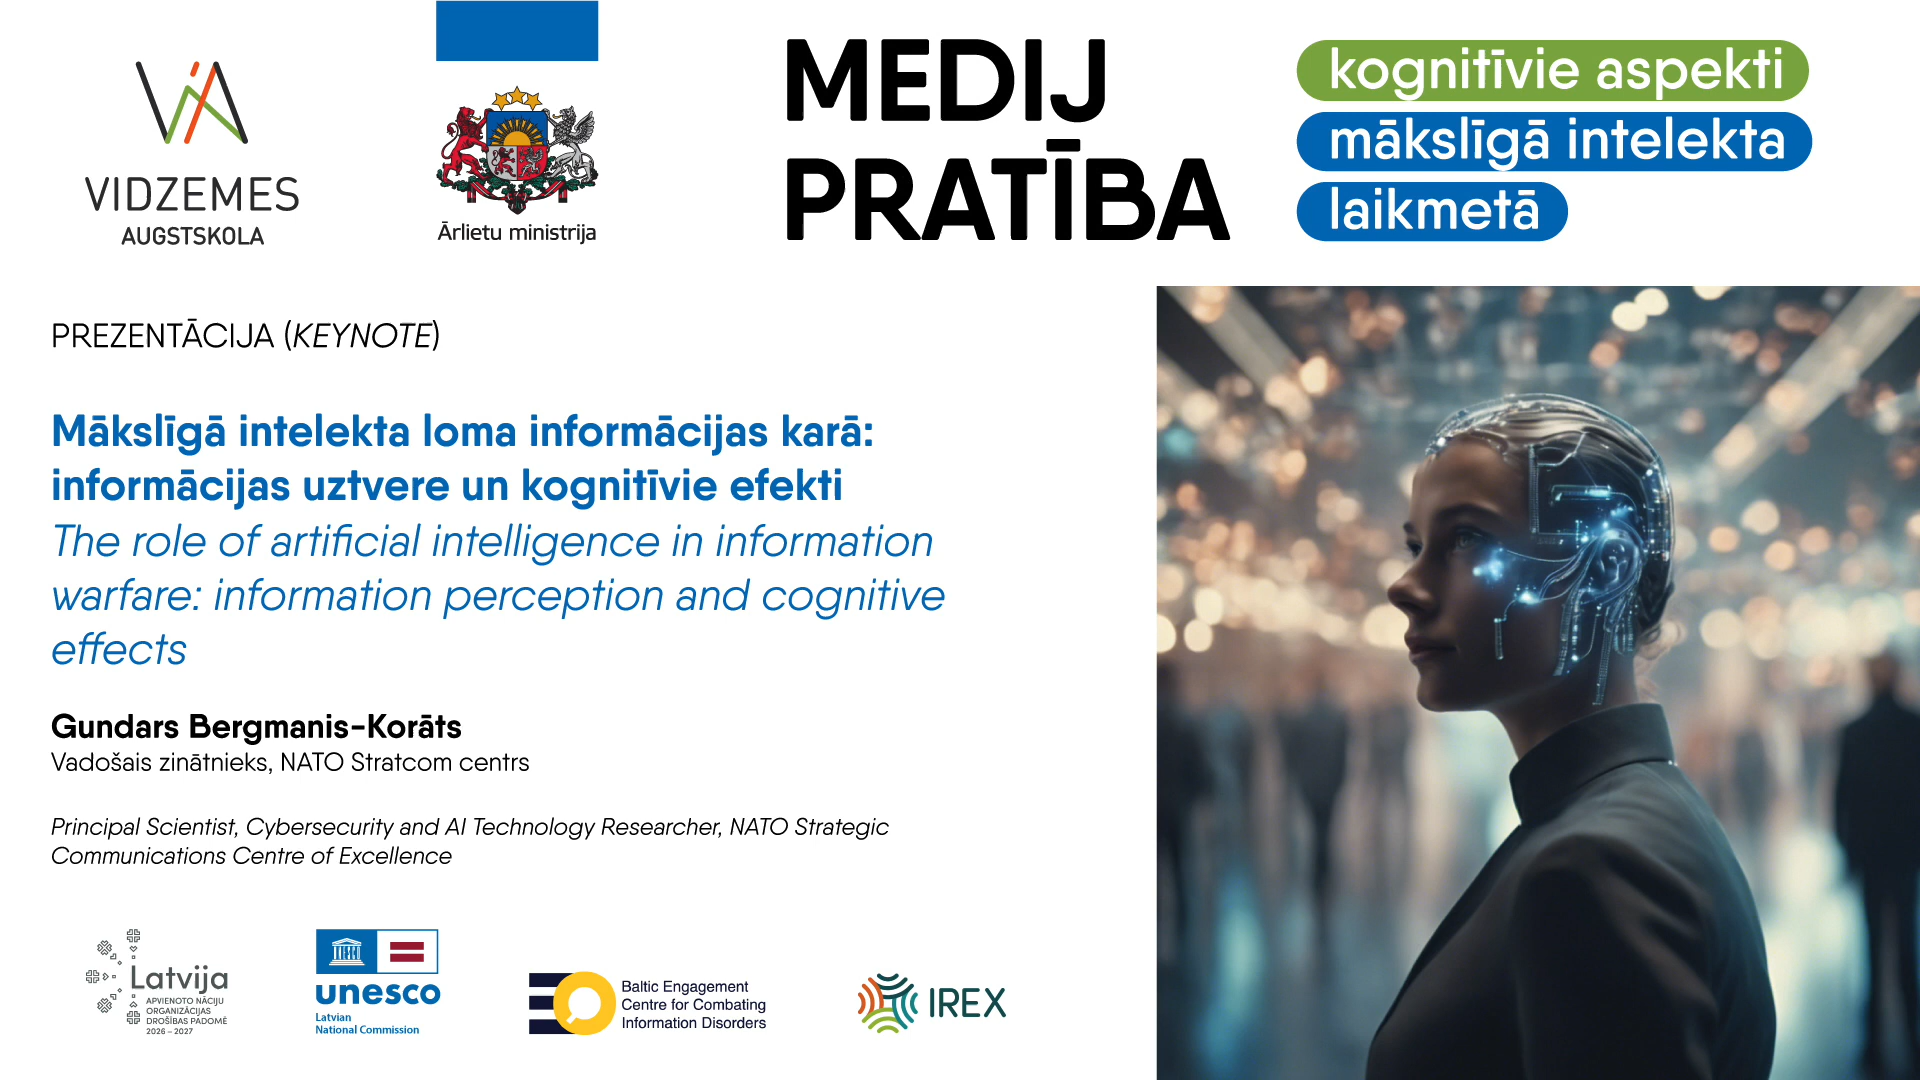 VIDZEMES
AUGSTSKOLA
Ārlietu ministrija
MEDIJ
PRATĪBA
kognitīvie aspekti
mākslīgā intelekta
laikmetā
PREZENTĀCIJA (KEYNOTE)
Mākslīgā intelekta loma informācijas karā:
informācijas uztvere un kognitīvie efekti
The role of artificial intelligence in information
warfare: information perception and cognitive
effects
Gundars Bergmanis-Korāts
Vadošais zinātnieks, NATO Stratcom centrs
Principal Scientist, Cybersecurity and AI Technology Researcher, NATO Strategic
Communications Centre of Excellence
Latvija
APVIENOTO NĀCIJU
ORGANIZĀCIJAS
DROŠĪBAS PADOMĒ
2026 – 2027
UNESCO
unesco
Latvian
National Commission
Baltic Engagement
Centre for Combating
Information Disorders
IREX